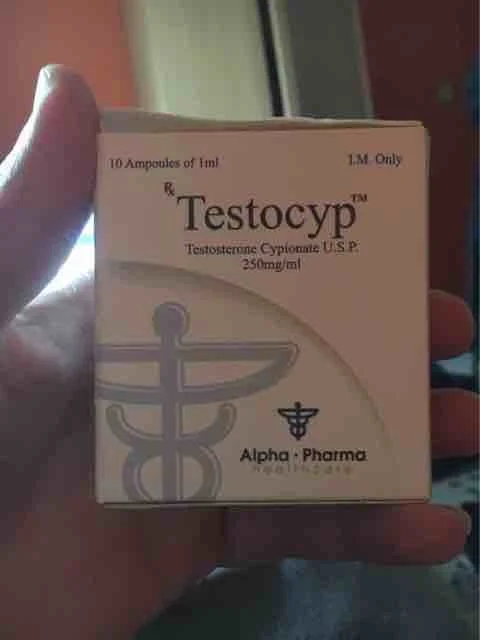 10 Ampoules of 1ml
I.M. Only
℞ Testocyp™
Testosterone Cypionate U.S.P.
250mg/ml
Alpha · Pharma
healthcare